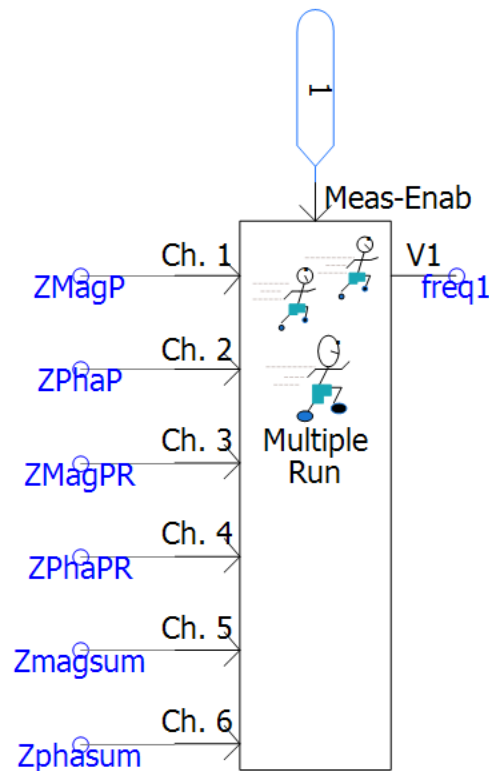 1
Meas-Enab
Ch. 1
V1
ZMagP
freq1
Ch. 2
ZPhaP
Ch. 3
Multiple
Run
ZMagPR
Ch. 4
ZPhaPR
Ch. 5
Zmagsum
Ch. 6
Zphasum